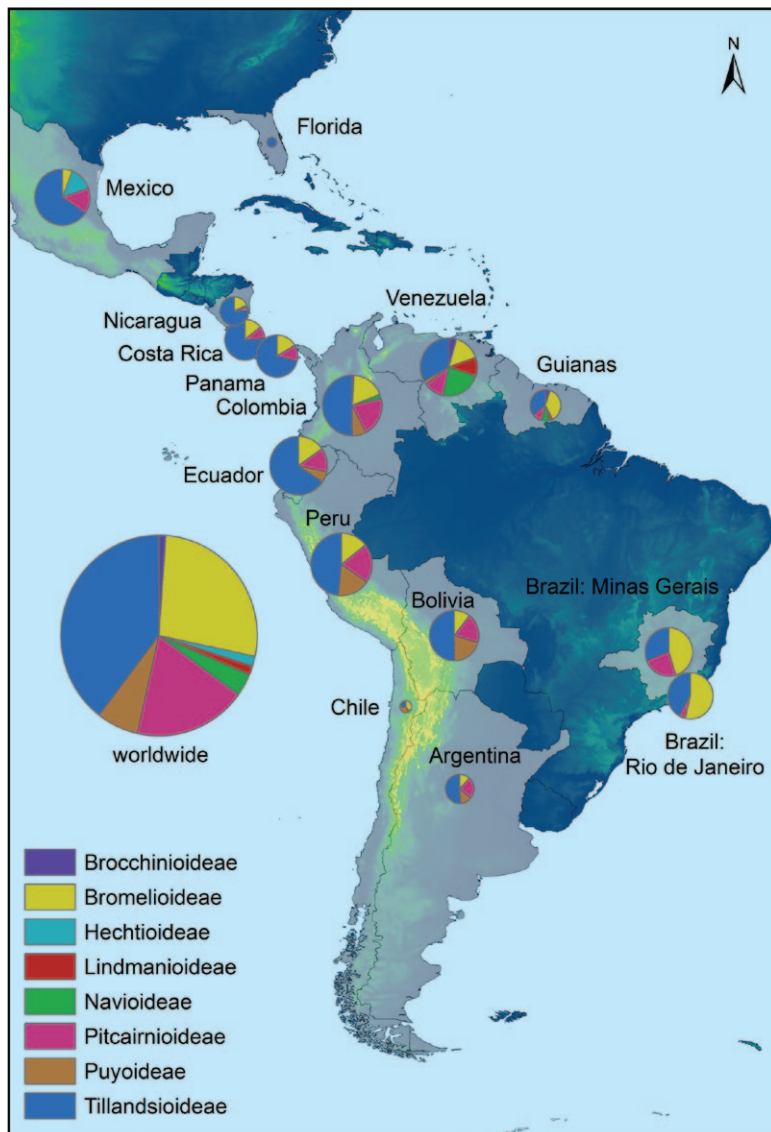 N
Florida
Mexico
Nicaragua
Costa Rica
Panama
Venezuela
Guianas
Colombia
Ecuador
Peru
Bolivia
Brazil: Minas Gerais
Chile
Argentina
Brazil:
Rio de Janeiro
worldwide
Brocchinioideae
Bromelioideae
Hechtioideae
Lindmanioideae
Navioideae
Pitcairnioideae
Puyoideae
Tillandsioideae